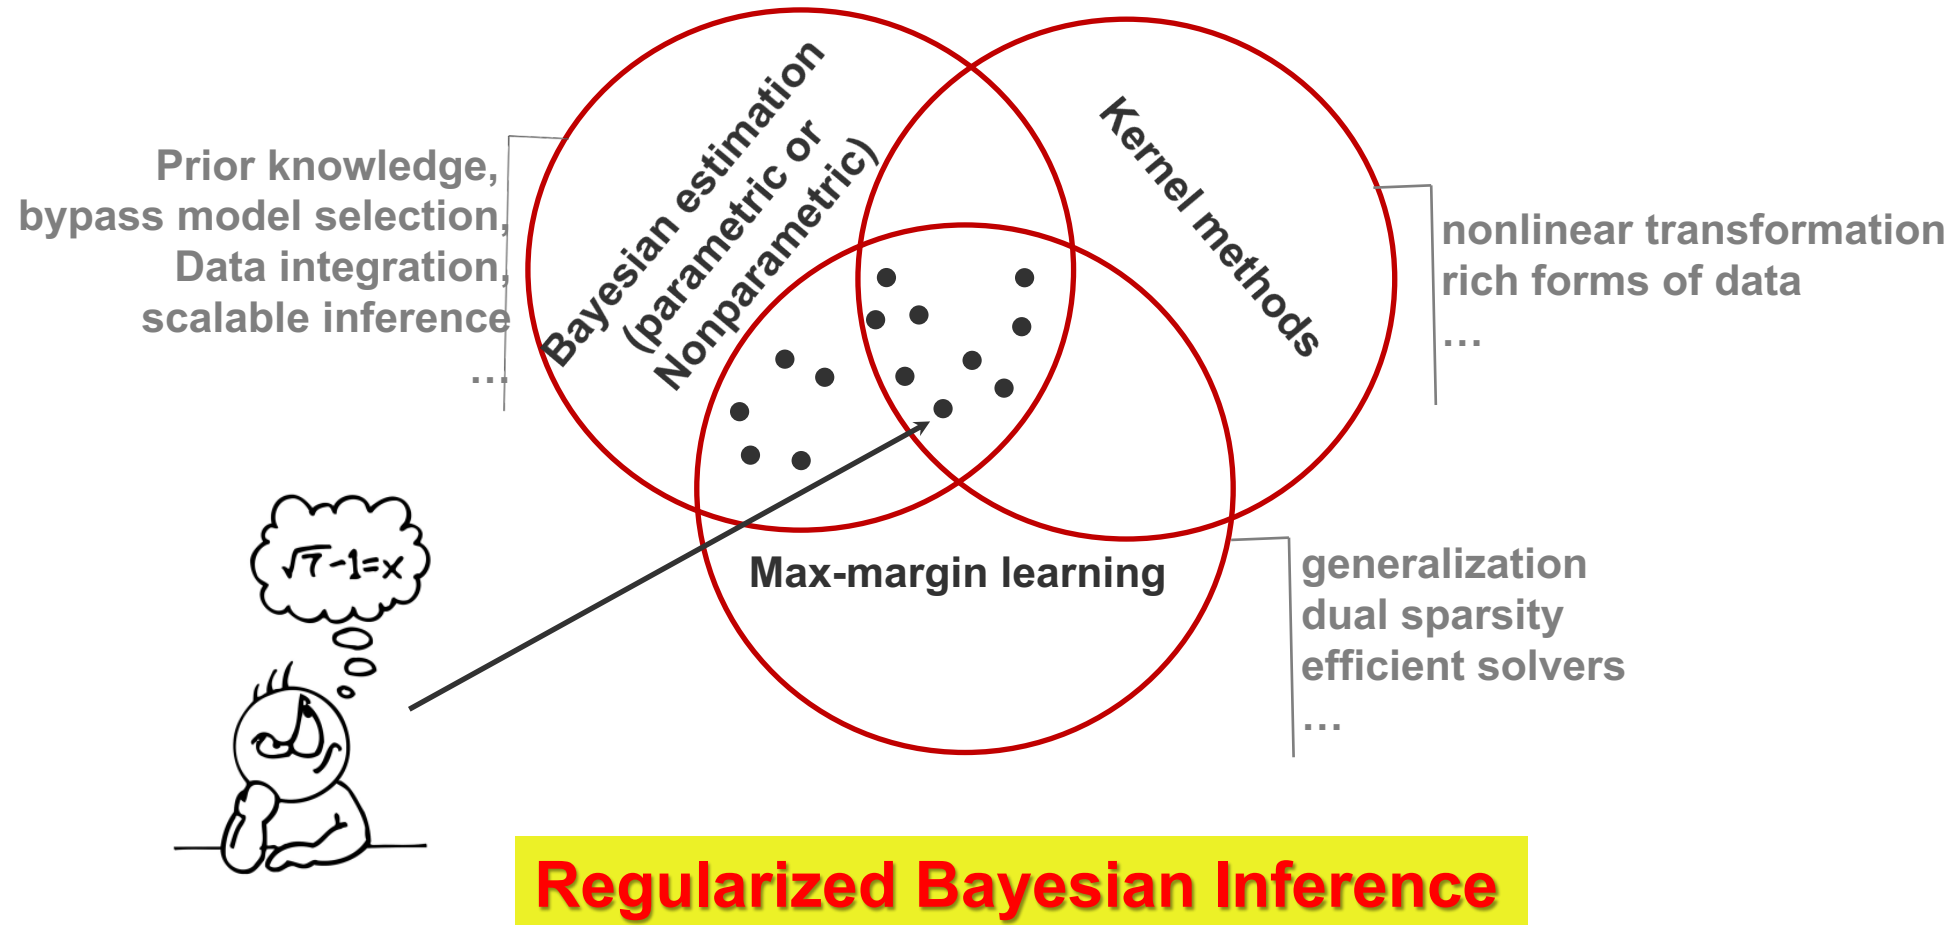 Prior knowledge,
bypass model selection,
Data integration,
scalable inference
…
Bayesian estimation
(parametric or
Nonparametric)
Kernel methods
nonlinear transformation
rich forms of data
…
√7-1=x
Max-margin learning
generalization
dual sparsity
efficient solvers
…
Regularized Bayesian Inference